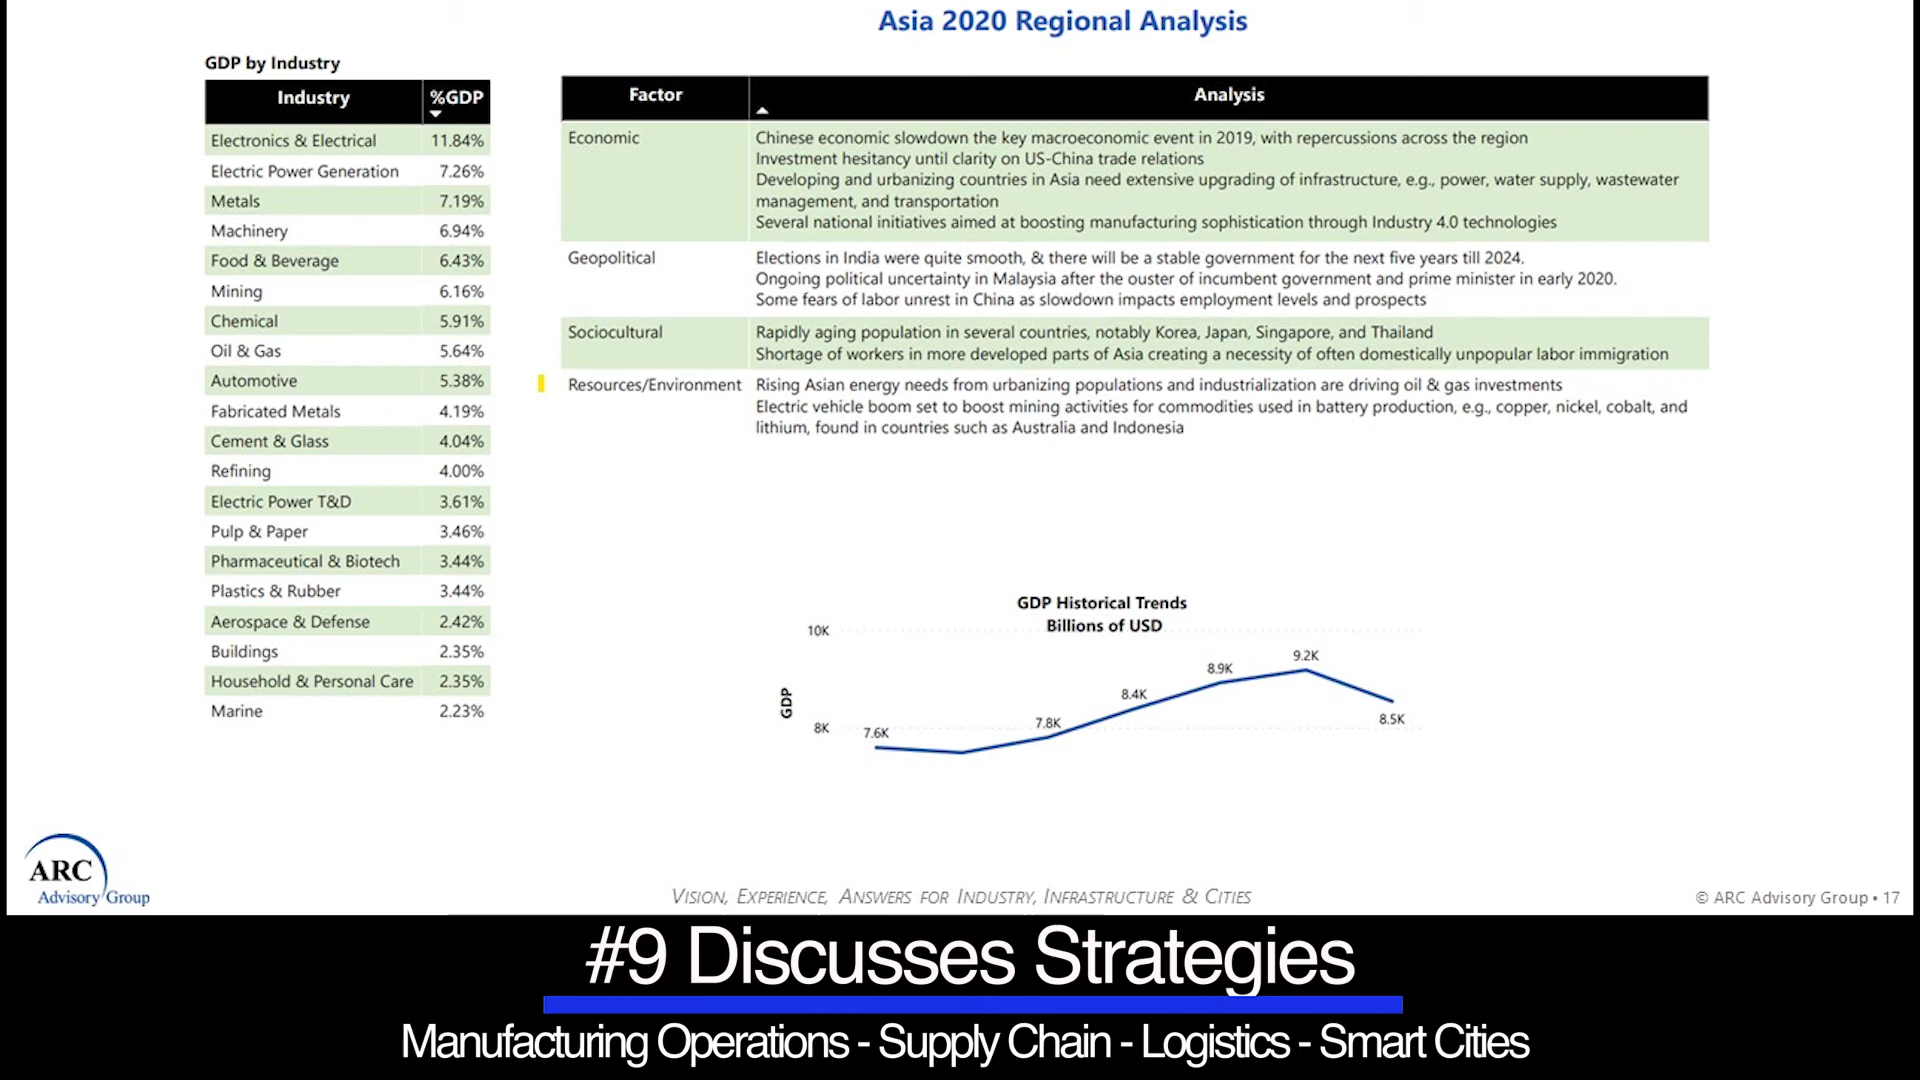 Asia 2020 Regional Analysis
GDP by Industry
Industry %GDP
Electronics & Electrical 11.84%
Electric Power Generation 7.26%
Metals 7.19%
Machinery 6.94%
Food & Beverage 6.43%
Mining 6.16%
Chemical 5.91%
Oil & Gas 5.64%
Automotive 5.38%
Fabricated Metals 4.19%
Cement & Glass 4.04%
Refining 4.00%
Electric Power T&D 3.61%
Pulp & Paper 3.46%
Pharmaceutical & Biotech 3.44%
Plastics & Rubber 3.44%
Aerospace & Defense 2.42%
Buildings 2.35%
Household & Personal Care 2.35%
Marine 2.23%
Factor Analysis
Economic Chinese economic slowdown the key macroeconomic event in 2019, with repercussions across the region
Investment hesitancy until clarity on US-China trade relations
Developing and urbanizing countries in Asia need extensive upgrading of infrastructure, e.g., power, water supply, wastewater
management, and transportation
Several national initiatives aimed at boosting manufacturing sophistication through Industry 4.0 technologies
Geopolitical Elections in India were quite smooth, & there will be a stable government for the next five years till 2024.
Ongoing political uncertainty in Malaysia after the ouster of incumbent government and prime minister in early 2020.
Some fears of labor unrest in China as slowdown impacts employment levels and prospects
Sociocultural Rapidly aging population in several countries, notably Korea, Japan, Singapore, and Thailand
Shortage of workers in more developed parts of Asia creating a necessity of often domestically unpopular labor immigration
Resources/Environment Rising Asian energy needs from urbanizing populations and industrialization are driving oil & gas investments
Electric vehicle boom set to boost mining activities for commodities used in battery production, e.g., copper, nickel, cobalt, and
lithium, found in countries such as Australia and Indonesia
GDP Historical Trends
Billions of USD
10K
8K
GDP
7.6K
7.8K
8.4K
8.9K
9.2K
8.5K
ARC
Advisory Group
VISION, EXPERIENCE, ANSWERS FOR INDUSTRY, INFRASTRUCTURE & CITIES
© ARC Advisory Group • 17
#9 Discusses Strategies
Manufacturing Operations - Supply Chain - Logistics - Smart Cities